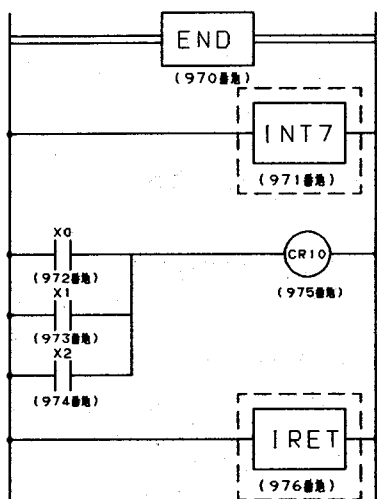 END
(970番地)
INT7
(971番地)
X0
(972番地)
CR10
(975番地)
X1
(973番地)
X2
(974番地)
IRET
(976番地)